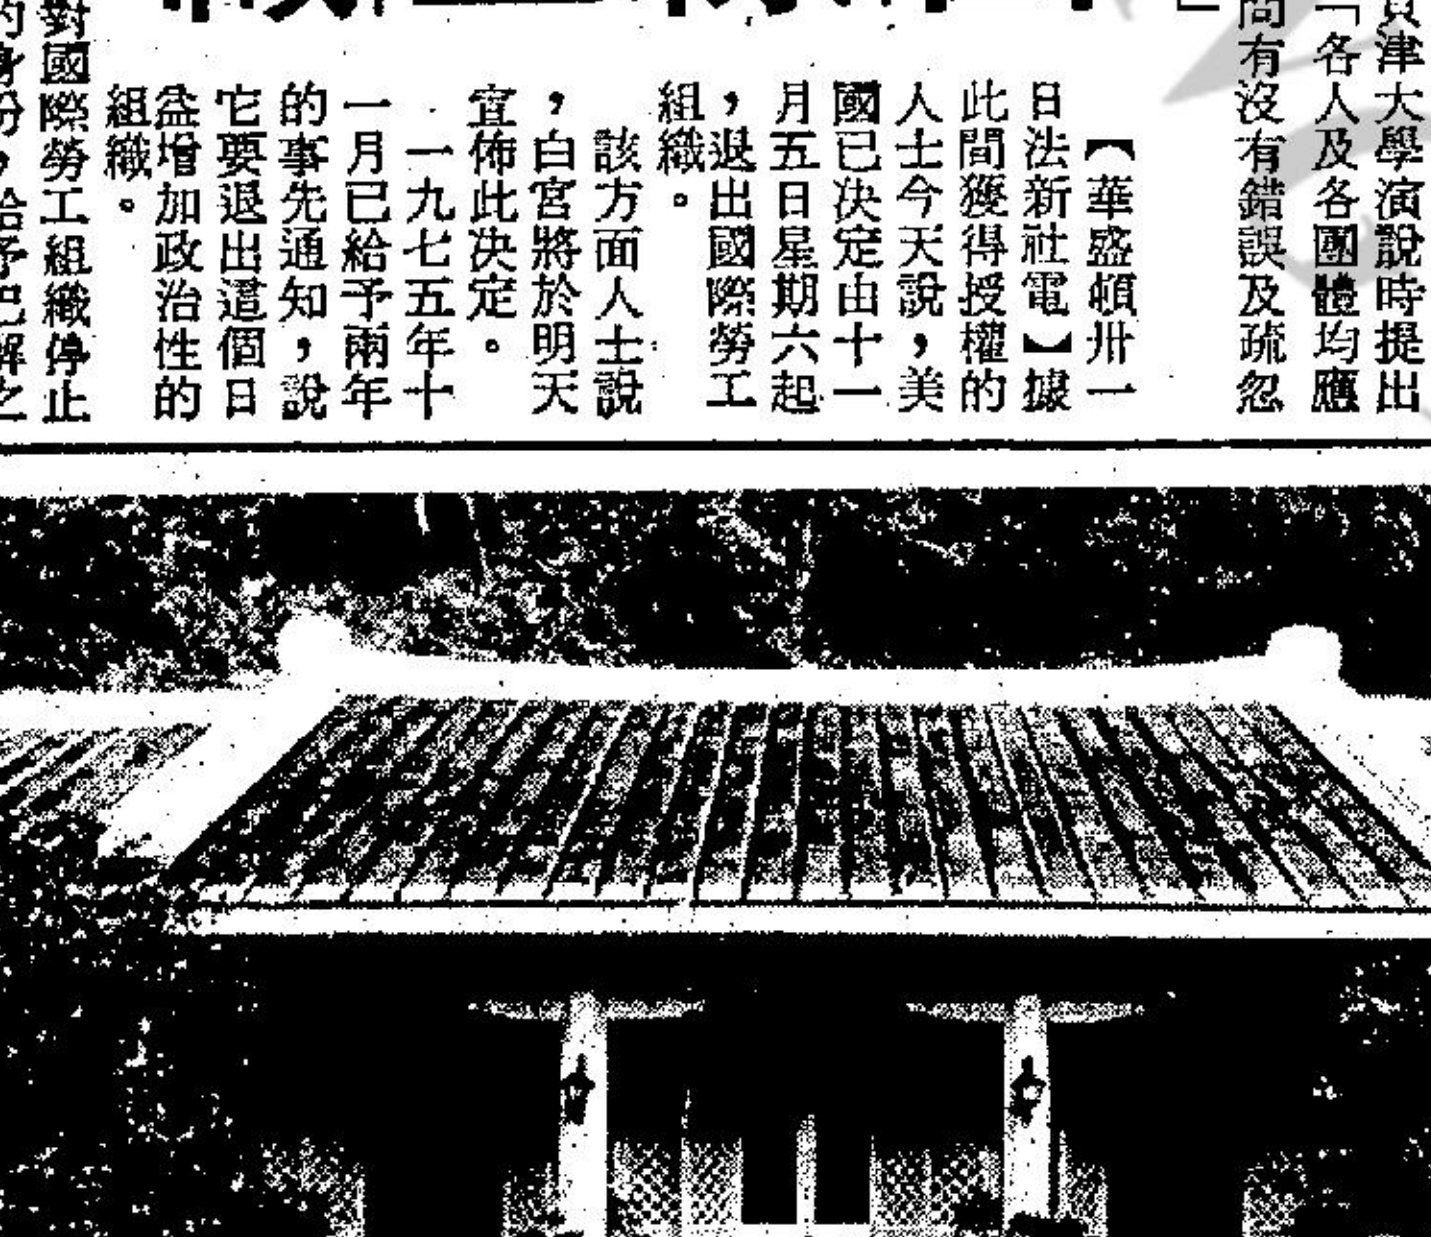 津大學演說時提出
「各人及各團體均應
有沒有錯誤及疏忽
」
【華盛頓卅一
日法新社電】據
此間獲得授權的
人士今天說，美
國已决定由十一
月五日星期六起
，退出國際勞工
組織。
該方面人士說
，白宮將於明天
宣佈此决定。
一九七五年十
一月已給予兩年
的事先通知，說
它要退出這個日
益增加政治性的
組織。
對國際勞工組織停止